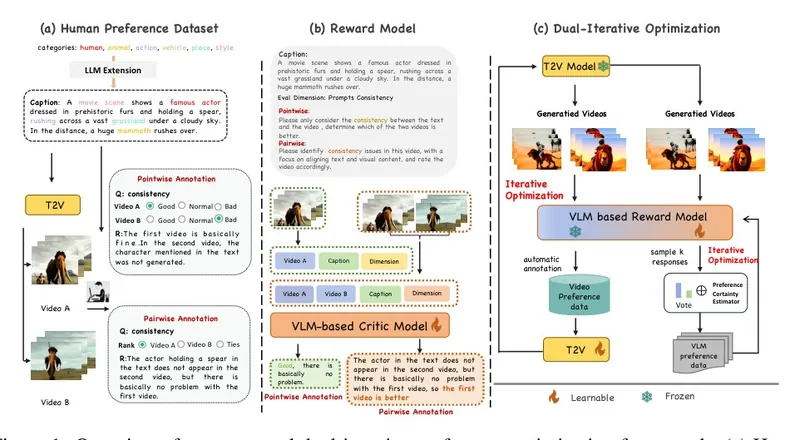 (a) Human Preference Dataset
categories: human, animal, action, vehicle, place, style
LLM Extension
Caption: A movie scene shows a famous actor
dressed in prehistoric furs and holding a spear,
rushing across a vast grassland under a cloudy sky.
In the distance, a huge mammoth rushes over.
T2V
Video A
Video B
Pointwise Annotation
Q: consistency
Video A Good Normal Bad
Video B Good Normal Bad
R:The first video is basically
fine.In the second video, the
character mentioned in the text
was not generated.
Pairwise Annotation
Q: consistency
Rank Video A Video B Ties
R:The actor holding a spear in
the text does not appear in the
second video, but there is
basically no problem with the
first video.
(b) Reward Model
Caption:
A movie scene shows a famous actor dressed in
prehistoric furs and holding a spear, rushing across a
vast grassland under a cloudy sky. In the distance, a
huge mammoth rushes over.
Eval Dimension: Prompts Consistency
Pointwise:
Please only consider the consistency between the text
and the video , determine which of the two videos is
better.
Pairwise:
Please identify consistency issues in this video, with a
focus on aligning text and visual content, and rate the
video accordingly.
Video A Caption Dimension
Video A Video B Caption Dimension
VLM-based Critic Model
Good, there is
basically no
problem.
Pointwise Annotation
The actor in the text does not
appear in the second video, but
there is basically no problem
with the first video, so the first
video is better
Pairwise Annotation
(c) Dual-Iterative Optimization
T2V Model
Generatied Videos
Generatied Videos
Iterative
Optimization
VLM based Reward Model
automatic
annotation
sample k
responses
Iterative
Optimization
Video
Preference
data
Vote
Preference
Certainty
Estimator
T2V
VLM
preference
data
Learnable
Frozen